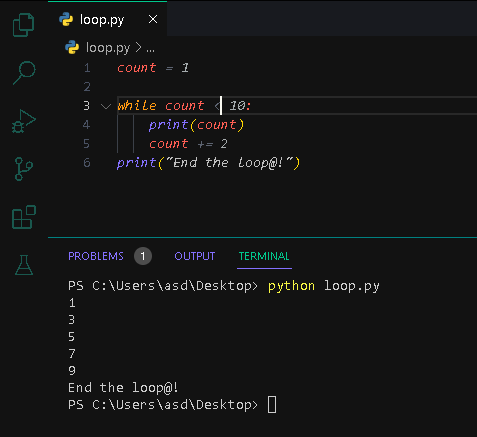 loop.py ×
loop.py > ...
1 count = 1
2
3 while count < 10:
4 print(count)
5 count += 2
6 print("End the loop@!")
PROBLEMS 1 OUTPUT TERMINAL
PS C:\Users\asd\Desktop> python loop.py
1
3
5
7
9
End the loop@!
PS C:\Users\asd\Desktop>